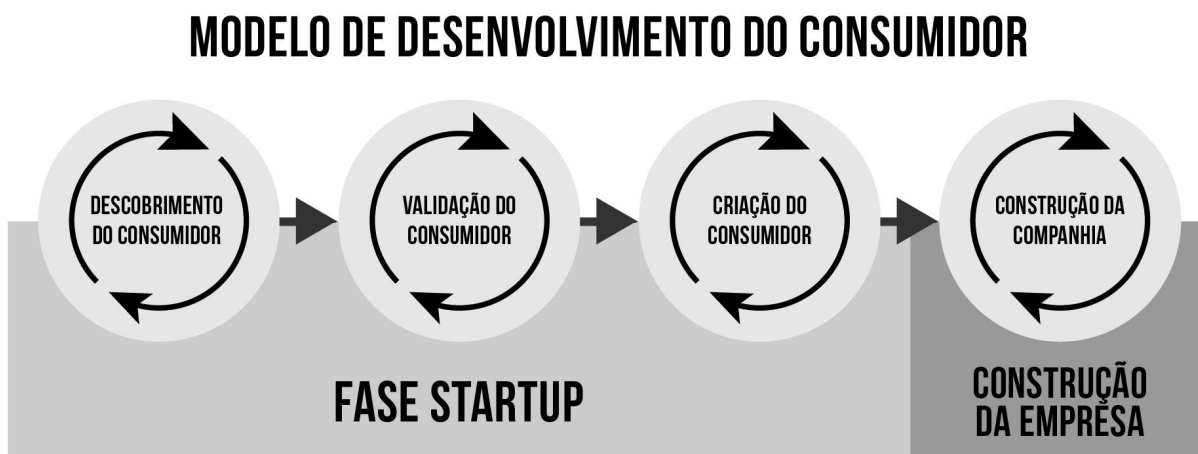 MODELO DE DESENVOLVIMENTO DO CONSUMIDOR
DESCOBRIMENTO
DO CONSUMIDOR
VALIDAÇÃO DO
CONSUMIDOR
CRIAÇÃO DO
CONSUMIDOR
CONSTRUÇÃO DA
COMPANHIA
FASE STARTUP
CONSTRUÇÃO
DA EMPRESA